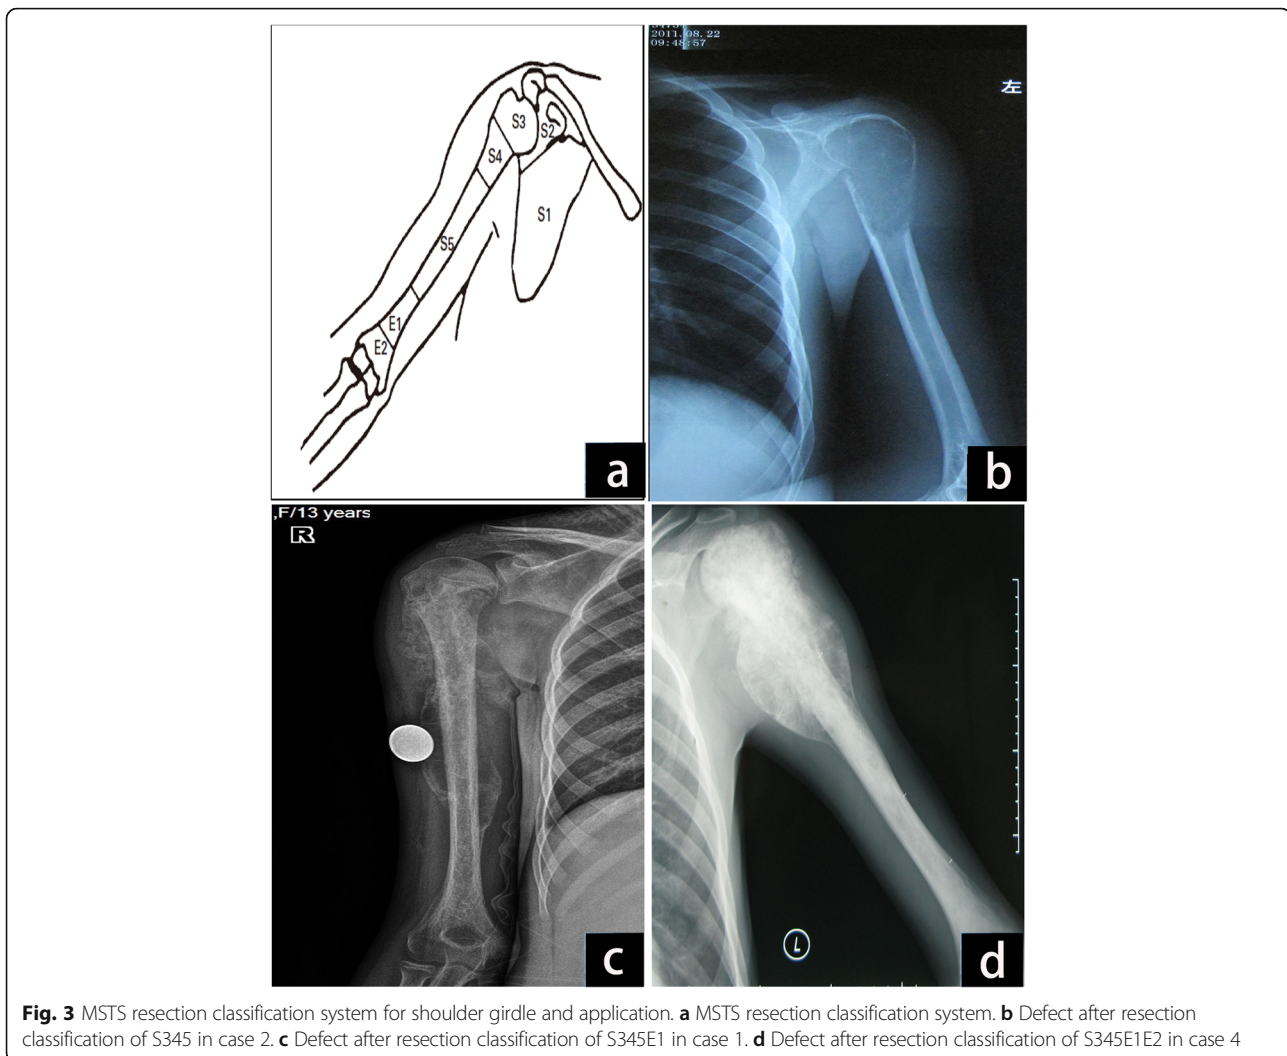 S3
S2
S4
S1
S5
E1
E2
a
2011.08.22
09:48:57
左
b
,F/13 years
R
c
L
d
Fig. 3 MSTS resection classification system for shoulder girdle and application. a MSTS resection classification system. b Defect after resection
classification of S345 in case 2. c Defect after resection classification of S345E1 in case 1. d Defect after resection classification of S345E1E2 in case 4